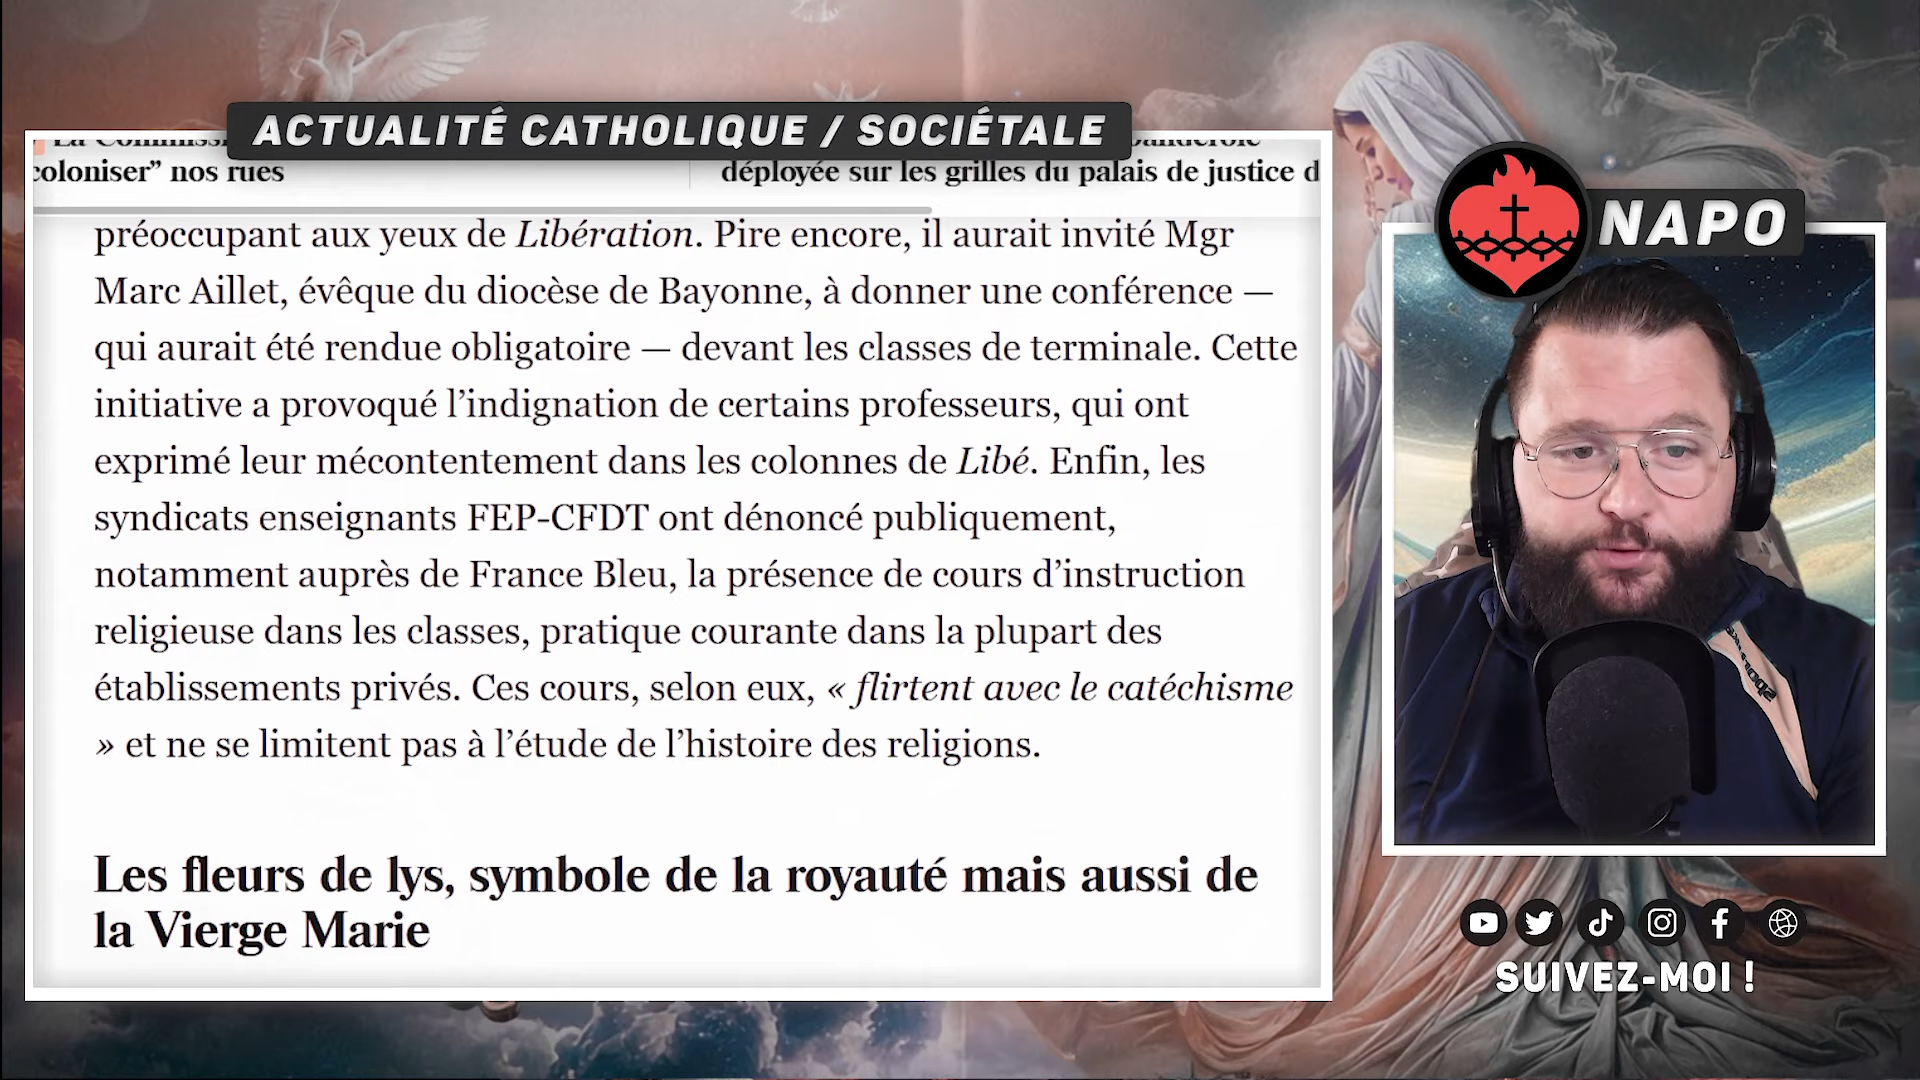 ACTUALITÉ CATHOLIQUE / SOCIÉTALE
coloniser” nos rues
déployée sur les grilles du palais de justice d
préoccupant aux yeux de Libération. Pire encore, il aurait invité Mgr
Marc Aillet, évêque du diocèse de Bayonne, à donner une conférence —
qui aurait été rendue obligatoire — devant les classes de terminale. Cette
initiative a provoqué l’indignation de certains professeurs, qui ont
exprimé leur mécontentement dans les colonnes de Libé. Enfin, les
syndicats enseignants FEP-CFDT ont dénoncé publiquement,
notamment auprès de France Bleu, la présence de cours d’instruction
religieuse dans les classes, pratique courante dans la plupart des
établissements privés. Ces cours, selon eux, « flirtent avec le catéchisme
» et ne se limitent pas à l’étude de l’histoire des religions.
Les fleurs de lys, symbole de la royauté mais aussi de
la Vierge Marie
NAPO
SUIVEZ-MOI !